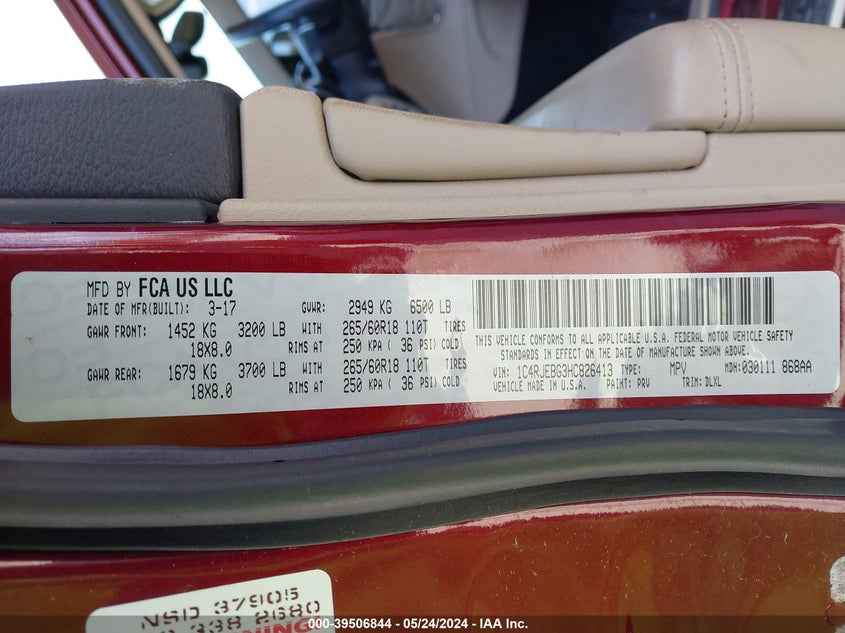 MFD BY FCA US LLC
DATE OF MFR(BUILT): 3-17 GVWR: 2949 KG 6500 LB
GAWR FRONT: 1452 KG 3200 LB WITH 265/60R18 110T TIRES
18X8.0 RIMS AT 250 KPA ( 36 PSI) COLD
GAWR REAR: 1679 KG 3700 LB WITH 265/60R18 110T TIRES
18X8.0 RIMS AT 250 KPA ( 36 PSI) COLD
THIS VEHICLE CONFORMS TO ALL APPLICABLE U.S.A. FEDERAL MOTOR VEHICLE SAFETY
STANDARDS IN EFFECT ON THE DATE OF MANUFACTURE SHOWN ABOVE.
VIN: 1C4RJEBG3HC826413 TYPE: MPV MDH: 030111 868AA
VEHICLE MADE IN U.S.A. PAINT: PRV TRIM: DLXL
NSD 37905
338 2680
000-39506844 - 05/24/2024 - IAA Inc.